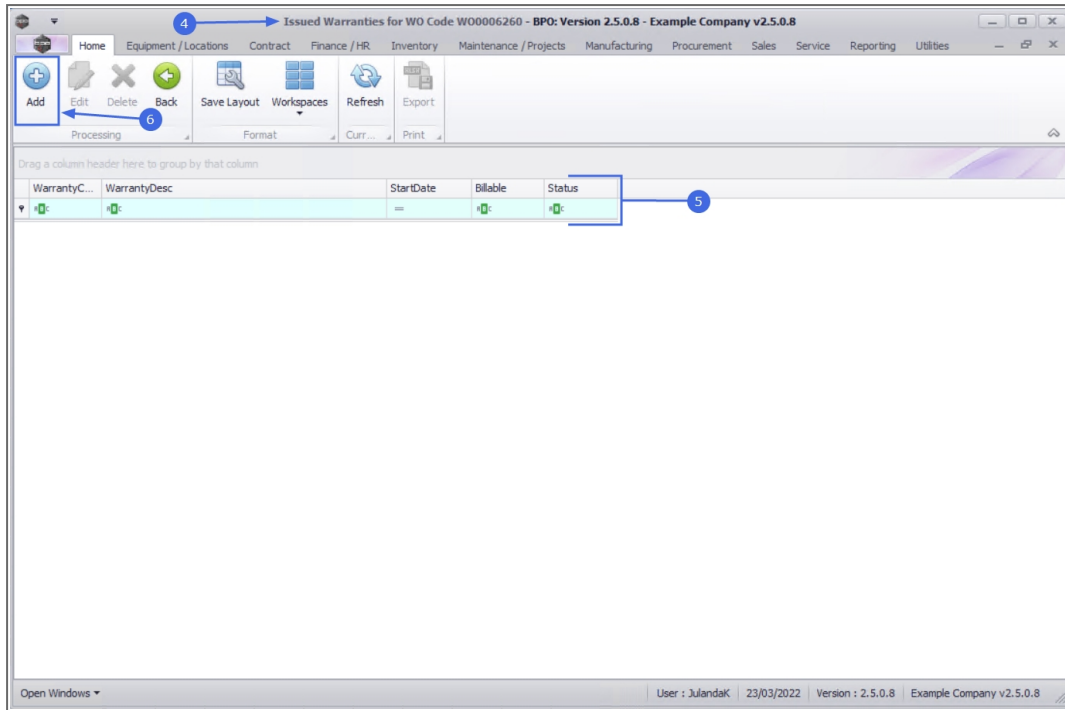 4
Issued Warranties for WO Code WO0006260 - BPO: Version 2.5.0.8 - Example Company v2.5.0.8
Home Equipment / Locations Contract Finance / HR Inventory Maintenance / Projects Manufacturing Procurement Sales Service Reporting Utilities
Add Edit Delete Back Save Layout Workspaces Refresh Export
6
Processing Format Curr... Print
Drag a column header here to group by that column
WarrantyC... WarrantyDesc StartDate Billable Status
5
Open Windows User : JulandaK 23/03/2022 Version : 2.5.0.8 Example Company v2.5.0.8